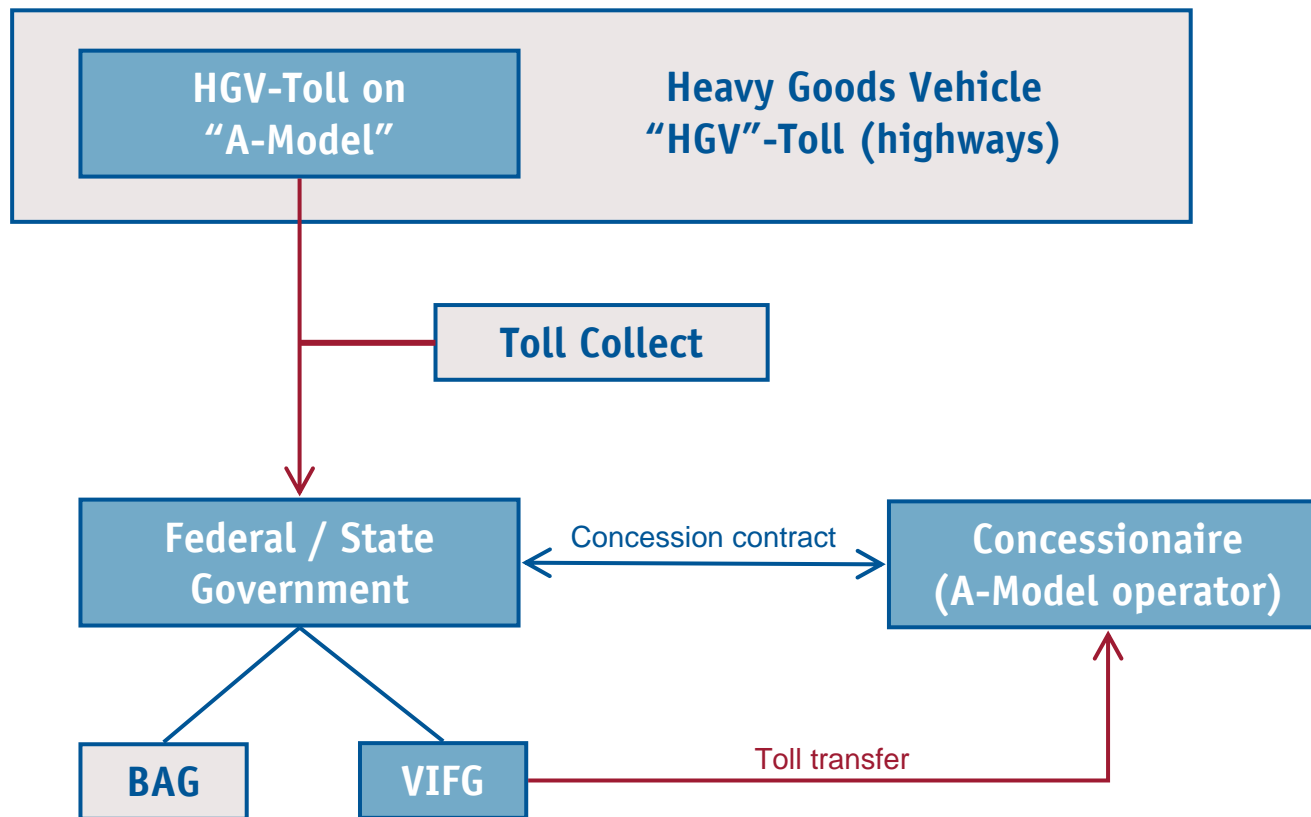 HGV-Toll on
“A-Model”
Heavy Goods Vehicle
“HGV”-Toll (highways)
Toll Collect
Federal / State
Government
Concession contract
Concessionaire
(A-Model operator)
BAG
VIFG
Toll transfer